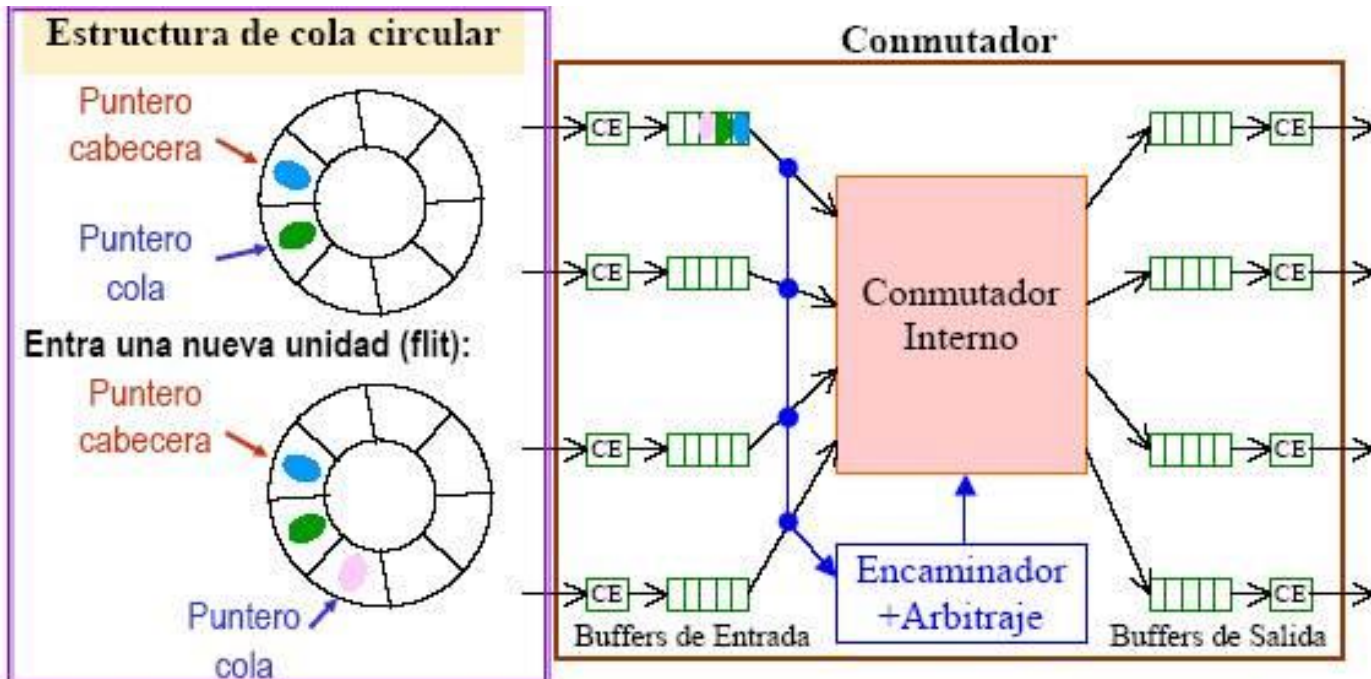 Estructura de cola circular
Puntero
cabecera
Puntero
cola
Entra una nueva unidad (flit):
Puntero
cabecera
Puntero
cola
Conmutador
CE
CE
CE
CE
Buffers de Entrada
Conmutador
Interno
Encaminador
+Arbitraje
CE
CE
CE
CE
Buffers de Salida